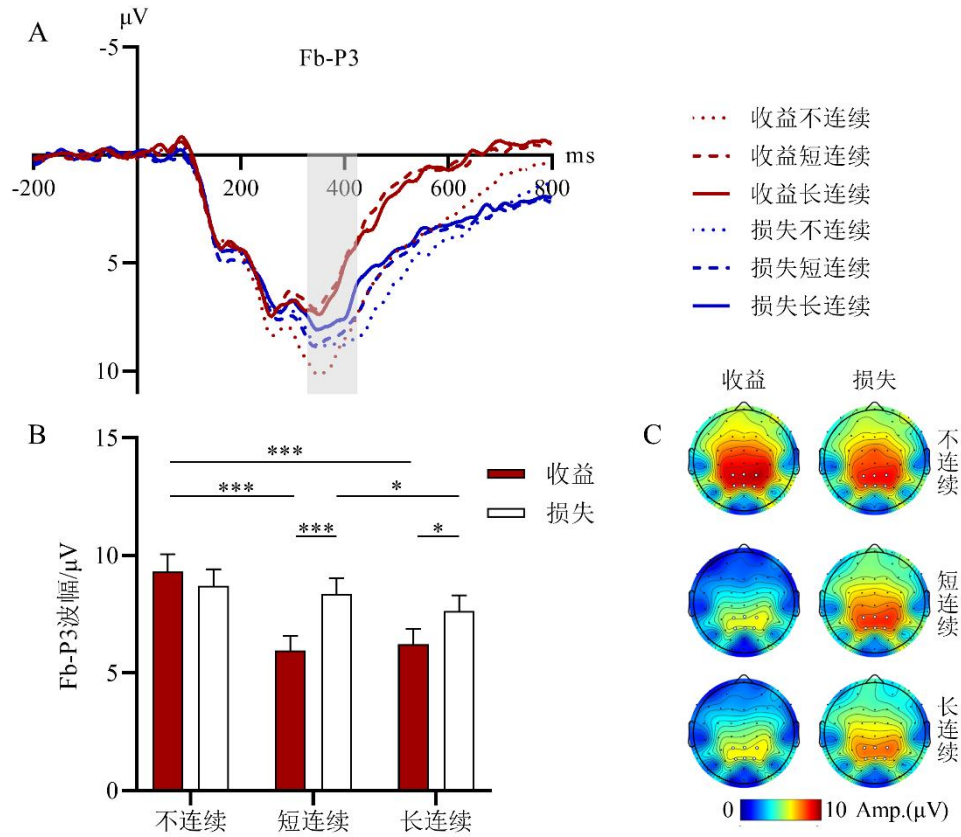 A
μV
Fb-P3
-5
ms
-200
200
400
600
800
5
10
收益不连续
收益短连续
收益长连续
损失不连续
损失短连续
损失长连续
B
Fb-P3波幅/μV
15
10
5
0
***
***
*
***
*
收益
损失
不连续
短连续
长连续
C
收益
损失
不连续
短连续
长连续
0
10
Amp.(μV)